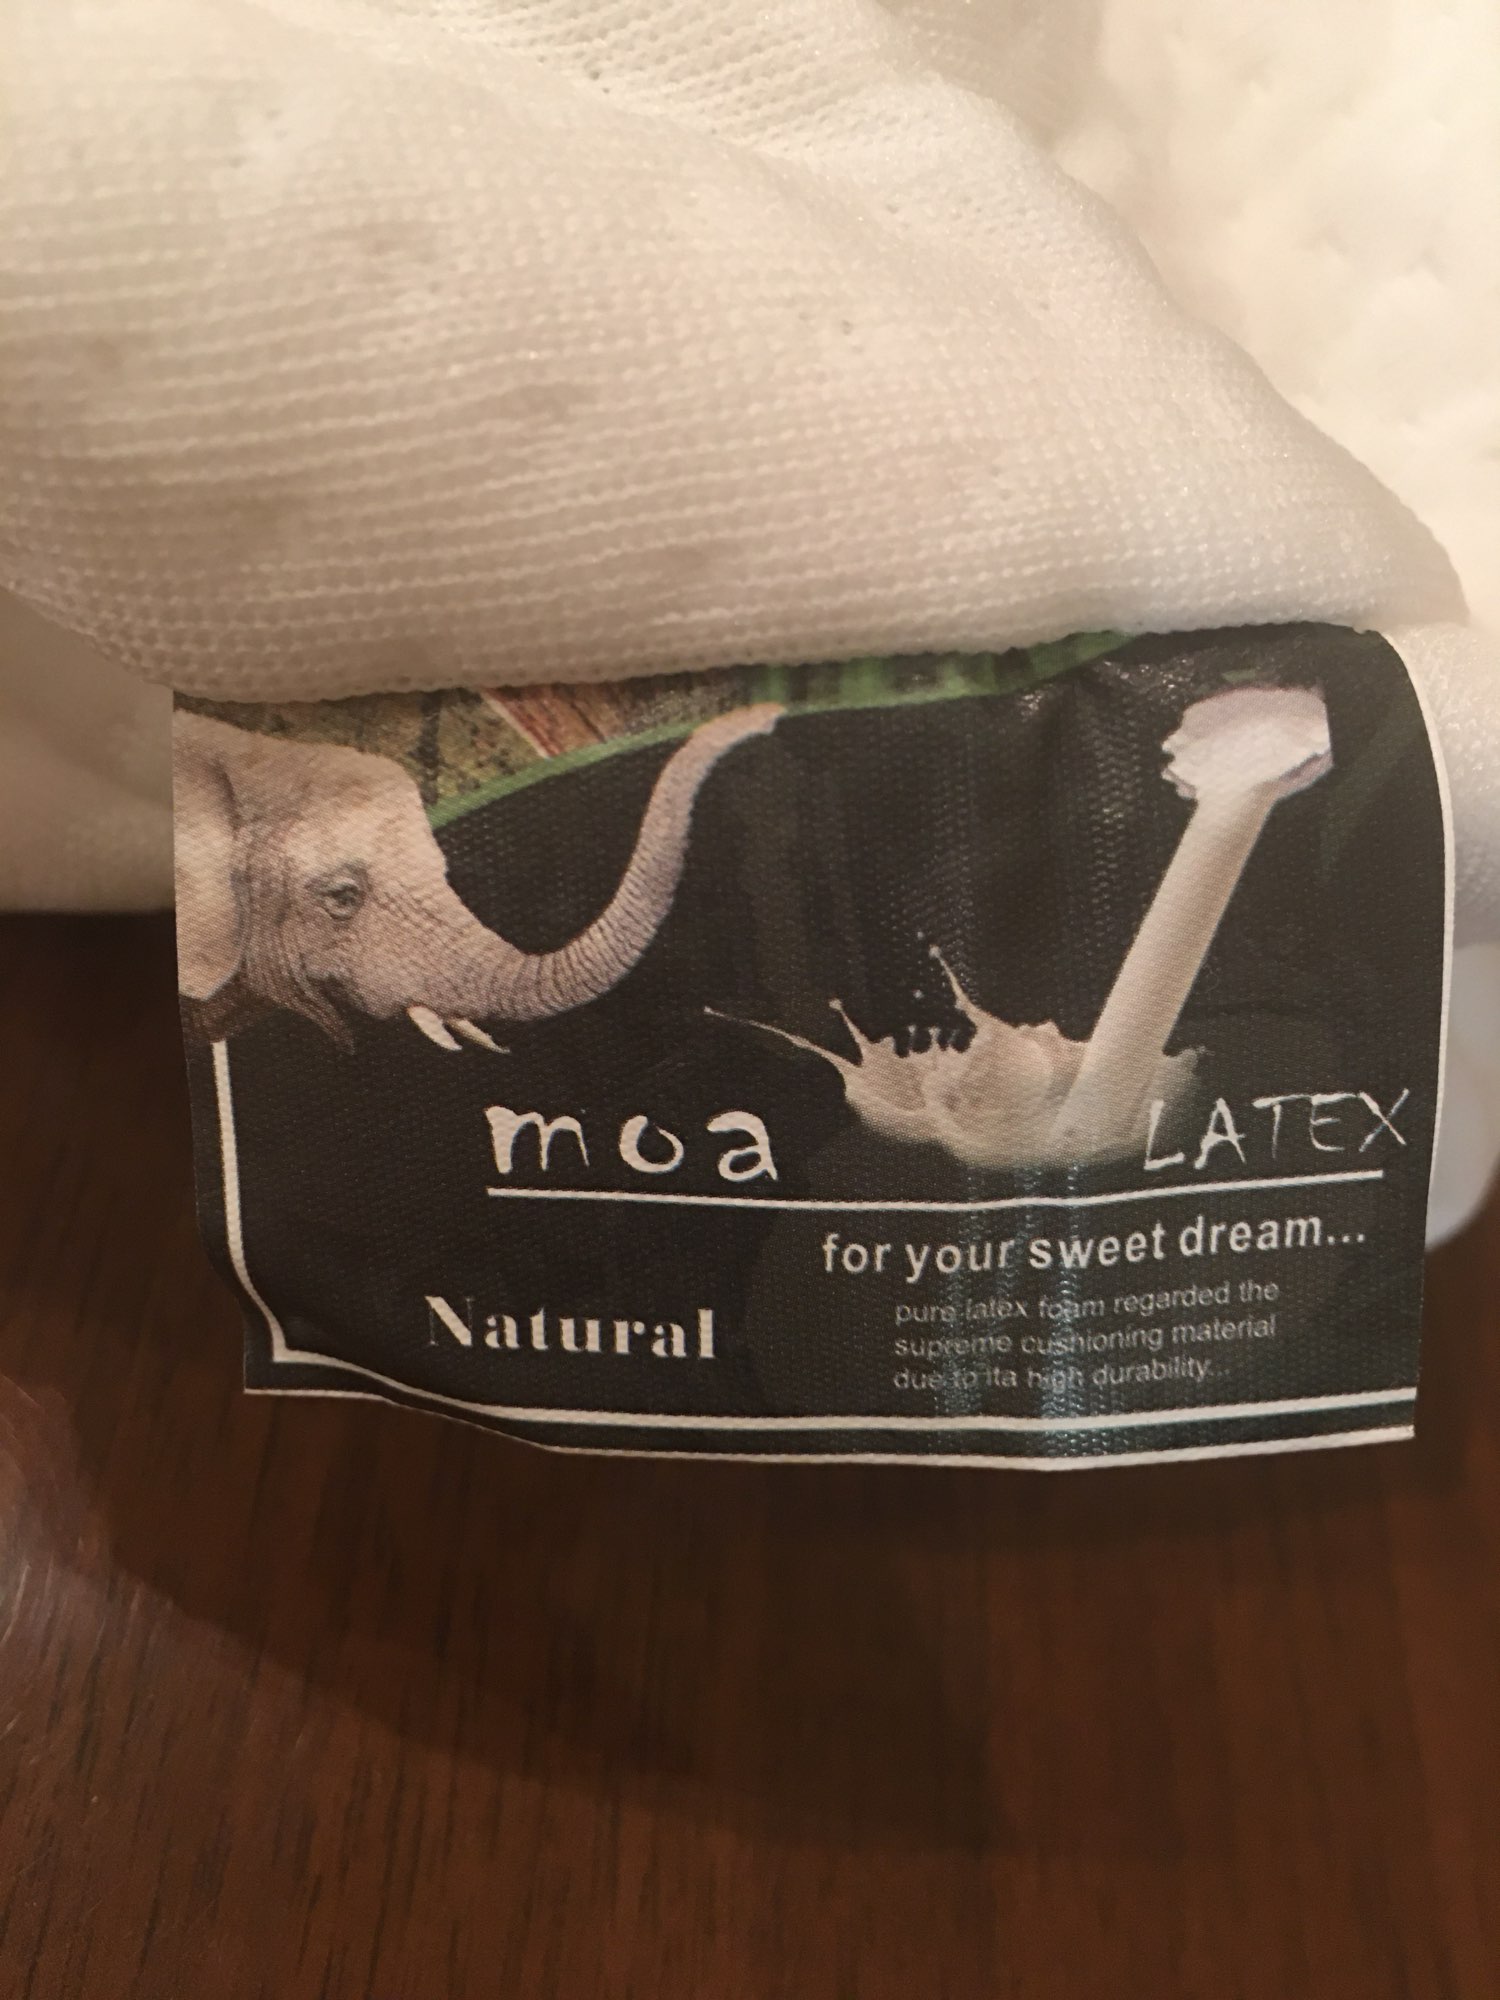 moa LATEX
for your sweet dream...
Natural
pure latex foam regarded the
supreme cushioning material
due to ita high durability...